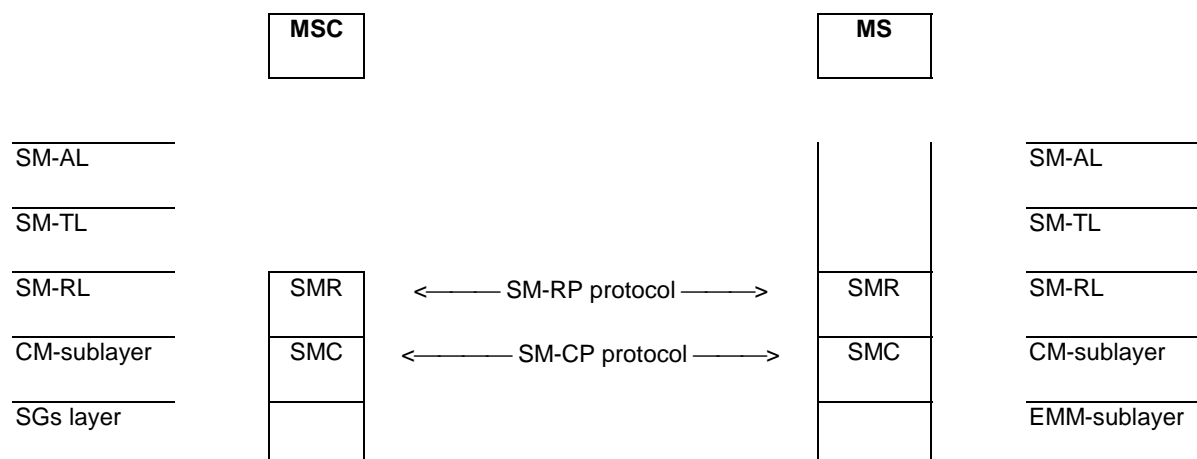 MSC MS
SM-AL SM-AL
SM-TL SM-TL
SM-RL SMR <——— SM-RP protocol ———> SMR SM-RL
CM-sublayer SMC <———— SM-CP protocol ————> SMC CM-sublayer
SGs layer EMM-sublayer